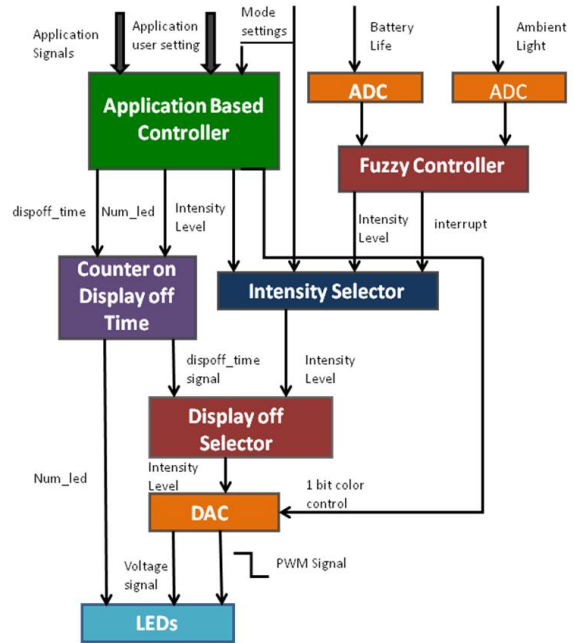 Application
Signals
Application
user setting
Mode
settings
Battery
Life
Ambient
Light
Application Based
Controller
ADC
ADC
Fuzzy Controller
dispoff_time
Num_led
Intensity
Level
Intensity
Level
interrupt
Counter on
Display off
Time
Intensity Selector
dispoff_time
signal
Intensity
Level
Display off
Selector
Num_led
Intensity
Level
1 bit color
control
DAC
Voltage
signal
PWM Signal
LEDs